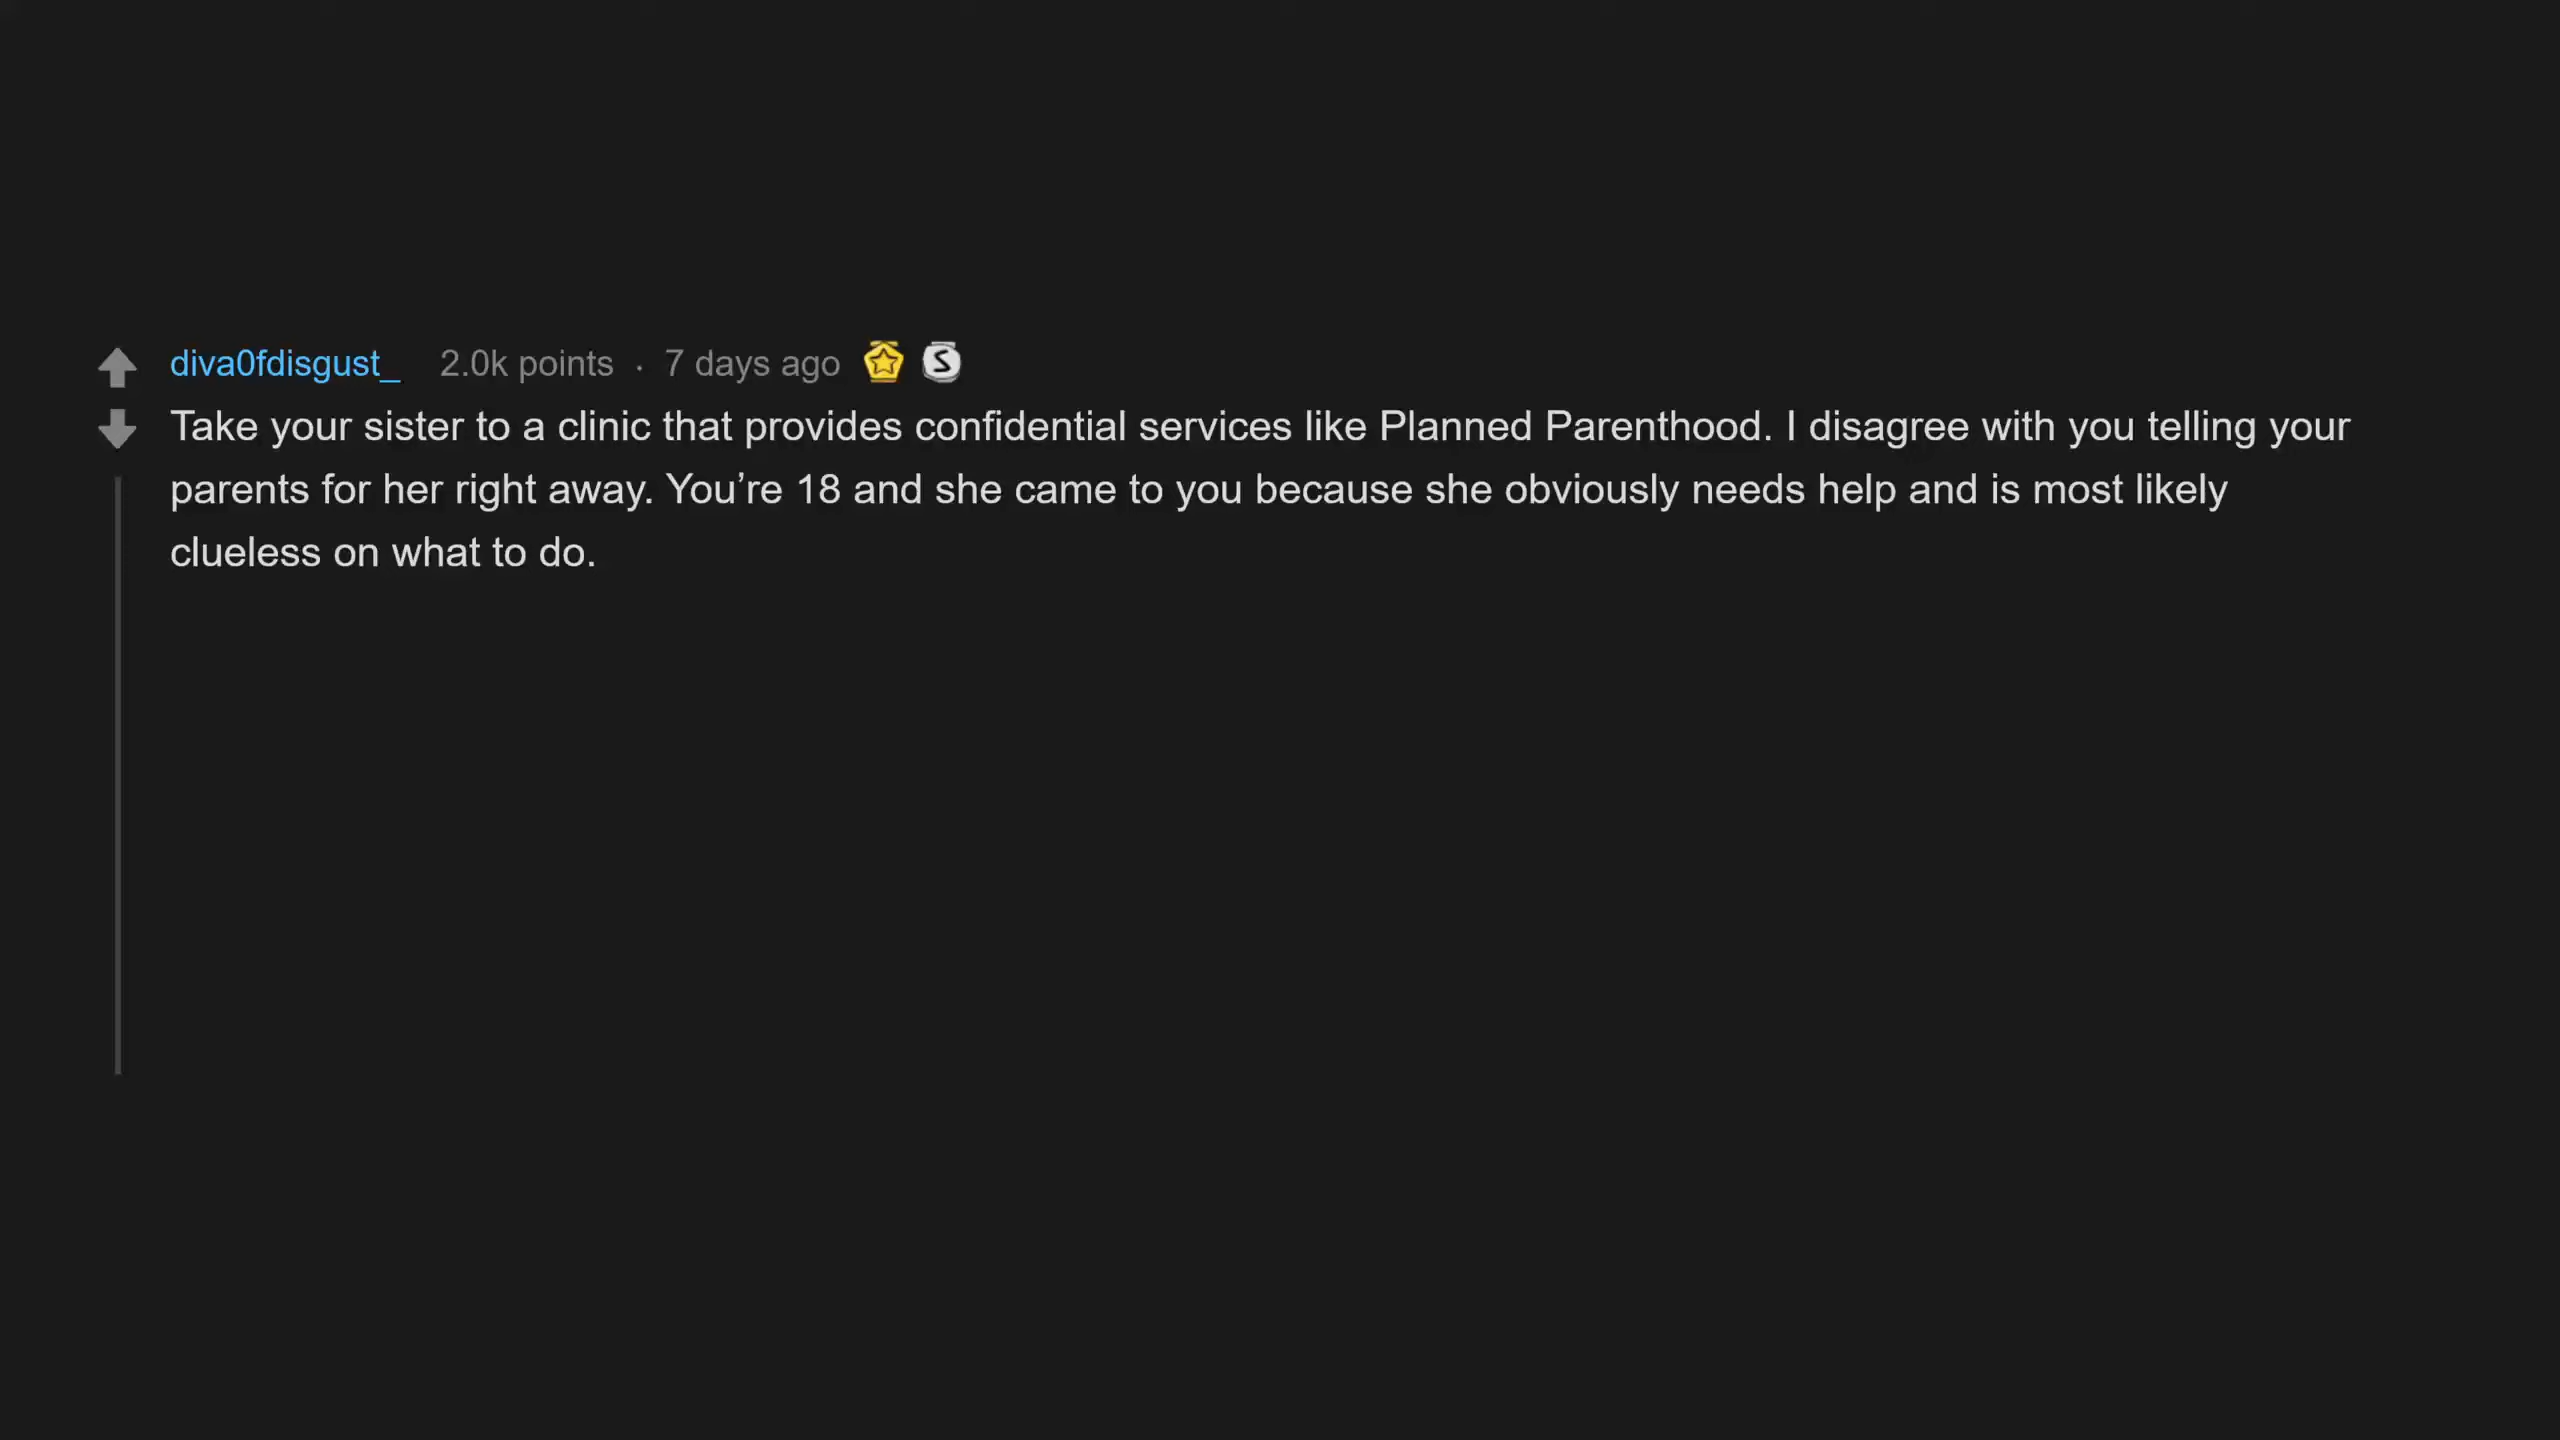 diva0fdisgust_ 2.0k points · 7 days ago
Take your sister to a clinic that provides confidential services like Planned Parenthood. I disagree with you telling your
parents for her right away. You’re 18 and she came to you because she obviously needs help and is most likely
clueless on what to do.